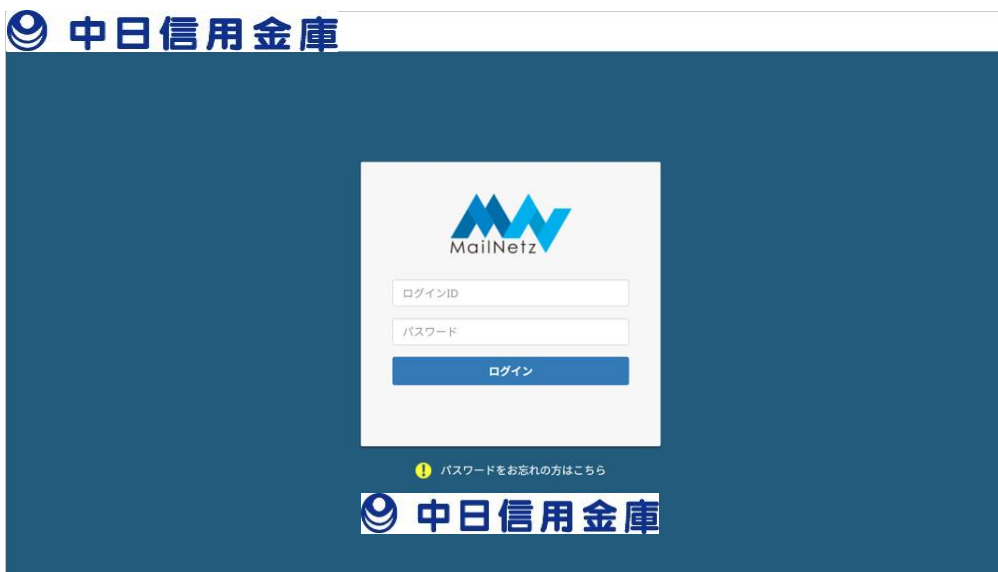 中日信用金庫
MailNetz
ログインID
パスワード
ログイン
! パスワードをお忘れの方はこちら
中日信用金庫